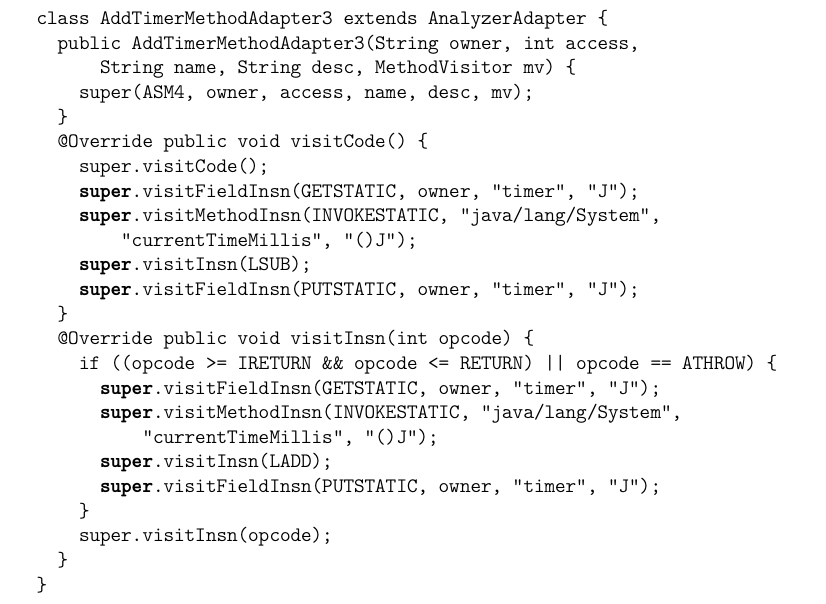 class AddTimerMethodAdapter3 extends AnalyzerAdapter {
  public AddTimerMethodAdapter3(String owner, int access,
      String name, String desc, MethodVisitor mv) {
    super(ASM4, owner, access, name, desc, mv);
  }
  @Override public void visitCode() {
    super.visitCode();
    super.visitFieldInsn(GETSTATIC, owner, "timer", "J");
    super.visitMethodInsn(INVOKESTATIC, "java/lang/System",
        "currentTimeMillis", "()J");
    super.visitInsn(LSUB);
    super.visitFieldInsn(PUTSTATIC, owner, "timer", "J");
  }
  @Override public void visitInsn(int opcode) {
    if ((opcode >= IRETURN && opcode <= RETURN) || opcode == ATHROW) {
      super.visitFieldInsn(GETSTATIC, owner, "timer", "J");
      super.visitMethodInsn(INVOKESTATIC, "java/lang/System",
          "currentTimeMillis", "()J");
      super.visitInsn(LADD);
      super.visitFieldInsn(PUTSTATIC, owner, "timer", "J");
    }
    super.visitInsn(opcode);
  }
}